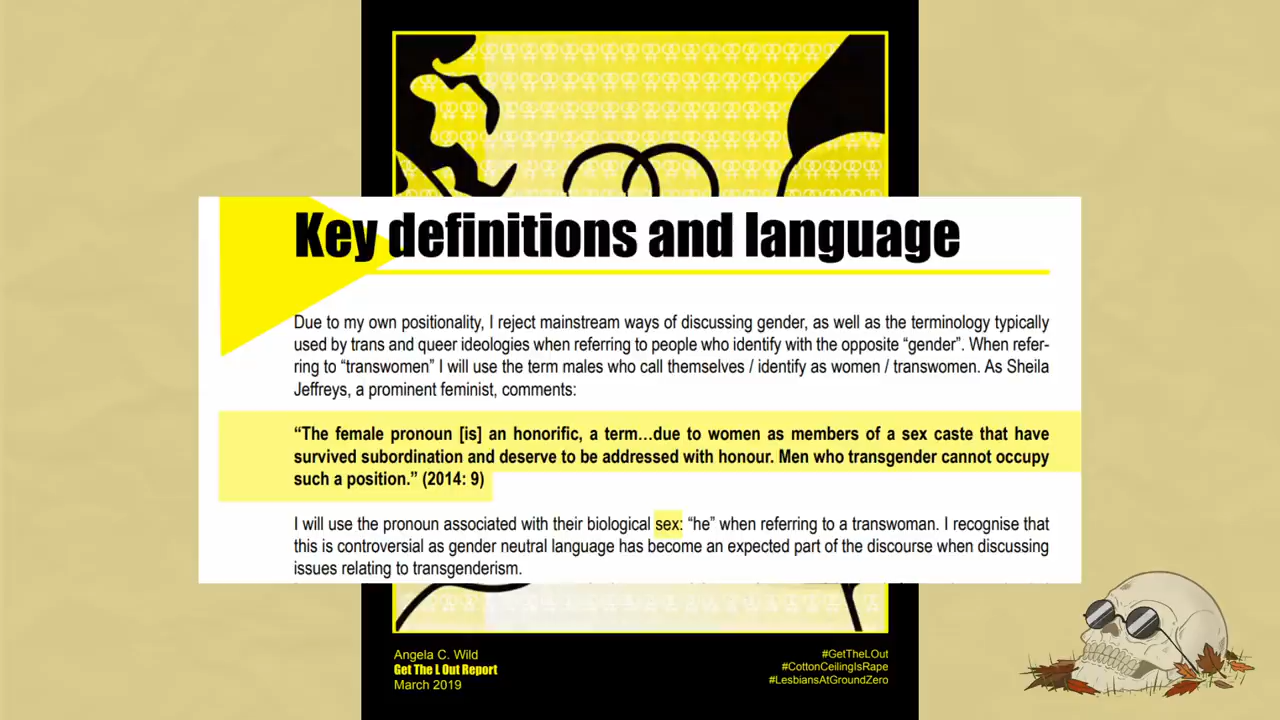 Key definitions and language
Due to my own positionality, I reject mainstream ways of discussing gender, as well as the terminology typically
used by trans and queer ideologies when referring to people who identify with the opposite “gender”. When refer-
ring to “transwomen” I will use the term males who call themselves / identify as women / transwomen. As Sheila
Jeffreys, a prominent feminist, comments:
“The female pronoun [is] an honorific, a term…due to women as members of a sex caste that have
survived subordination and deserve to be addressed with honour. Men who transgender cannot occupy
such a position.” (2014: 9)
I will use the pronoun associated with their biological sex: “he” when referring to a transwoman. I recognise that
this is controversial as gender neutral language has become an expected part of the discourse when discussing
issues relating to transgenderism.
Angela C. Wild
Get The L Out Report
March 2019
#GetTheLOut
#CottonCeilingIsRape
#LesbiansAtGroundZero